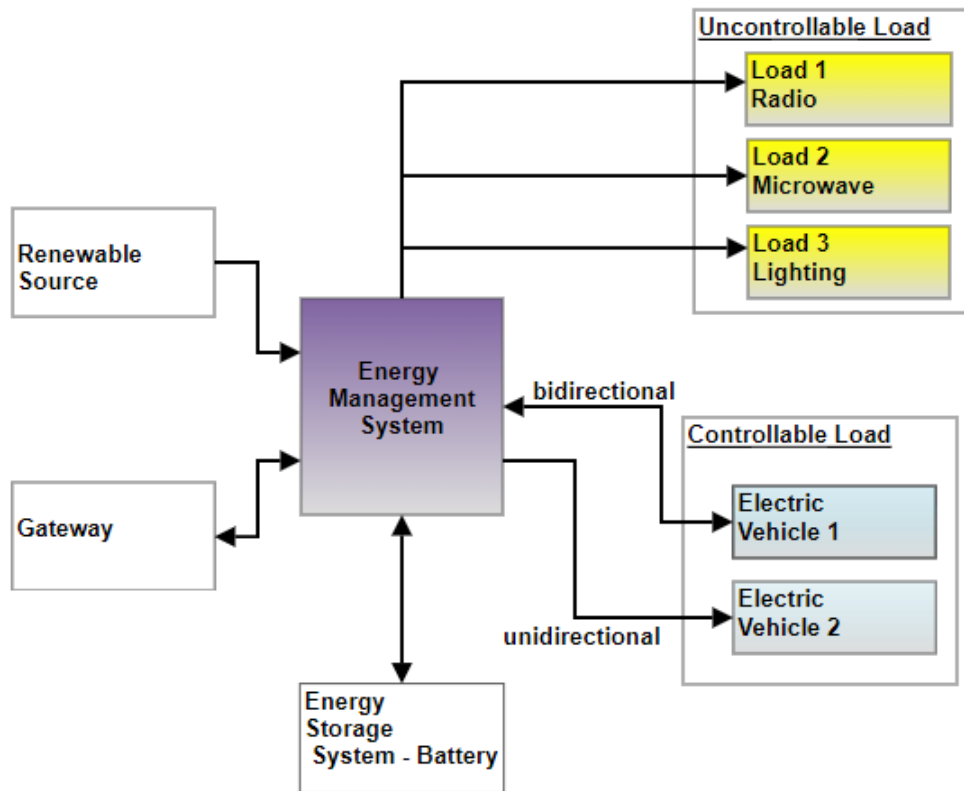 Uncontrollable Load
Load 1
Radio
Load 2
Microwave
Load 3
Lighting
Renewable
Source
Energy
Management
System
bidirectional
Controllable Load
Gateway
Electric
Vehicle 1
Electric
Vehicle 2
unidirectional
Energy
Storage
System - Battery